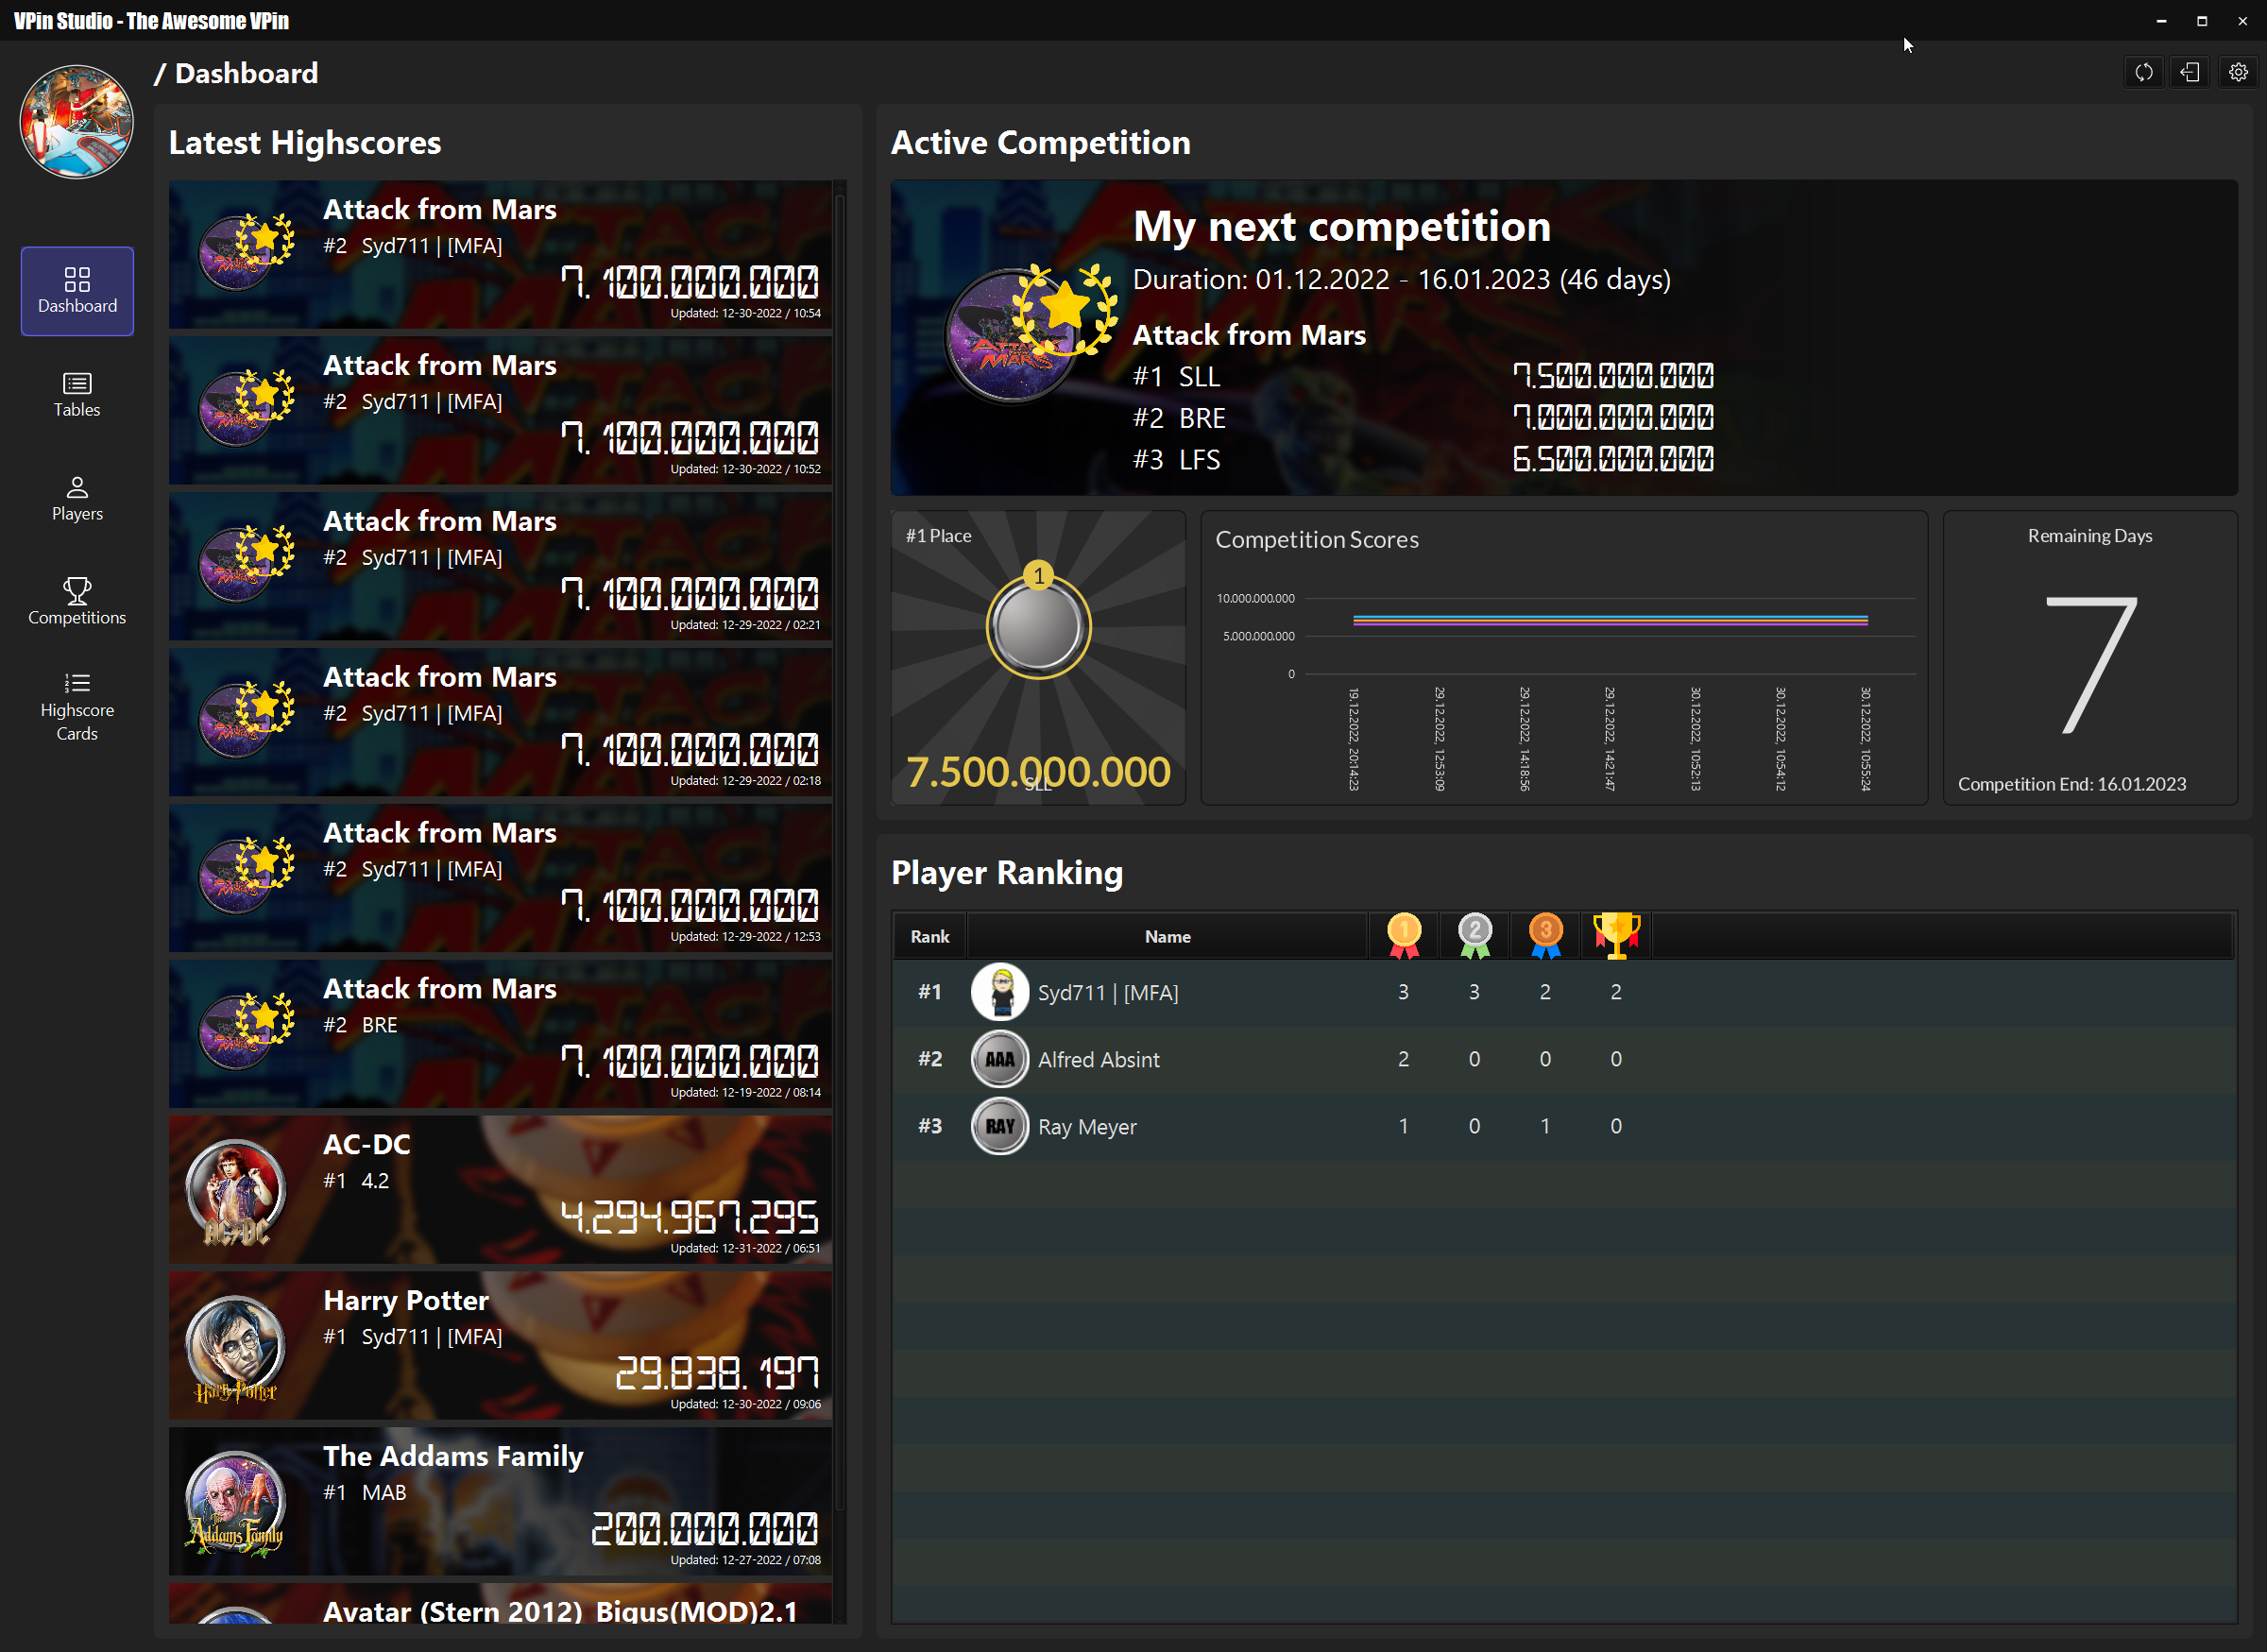 VPin Studio - The Awesome VPin
/ Dashboard
Dashboard
Tables
Players
Competitions
Highscore
Cards
Latest Highscores
Attack from Mars
#2 Syd711 | [MFA]
7.100.000.000
Updated: 12-30-2022 / 10:54
Attack from Mars
#2 Syd711 | [MFA]
7.100.000.000
Updated: 12-30-2022 / 10:52
Attack from Mars
#2 Syd711 | [MFA]
7.100.000.000
Updated: 12-29-2022 / 02:21
Attack from Mars
#2 Syd711 | [MFA]
7.100.000.000
Updated: 12-29-2022 / 02:18
Attack from Mars
#2 Syd711 | [MFA]
7.100.000.000
Updated: 12-29-2022 / 12:53
Attack from Mars
#2 BRE
7.100.000.000
Updated: 12-19-2022 / 08:14
AC-DC
#1 4.2
4.294.967.295
Updated: 12-31-2022 / 06:51
AC DC
Harry Potter
#1 Syd711 | [MFA]
29.838.197
Updated: 12-30-2022 / 09:06
Harry Potter
The Addams Family
#1 MAB
200.000.000
Updated: 12-27-2022 / 07:08
The
Addams Family
Avatar (Stern 2012)_Bigus(MOD)2.1
Active Competition
My next competition
Duration: 01.12.2022 - 16.01.2023 (46 days)
Attack from Mars
#1 SLL 7.500.000.000
#2 BRE 7.000.000.000
#3 LFS 6.500.000.000
ATTACK
MARS
#1 Place
1
7.500.000.000
SLL
Competition Scores
10.000.000.000
5.000.000.000
0
19.12.2022, 20:14:23
29.12.2022, 12:53:09
29.12.2022, 14:18:56
29.12.2022, 14:21:47
30.12.2022, 10:52:13
30.12.2022, 10:54:12
30.12.2022, 10:55:24
Remaining Days
7
Competition End: 16.01.2023
Player Ranking
Rank Name 1 2 3
#1 Syd711 | [MFA] 3 3 2 2
#2 AAA Alfred Absint 2 0 0 0
#3 RAY Ray Meyer 1 0 1 0